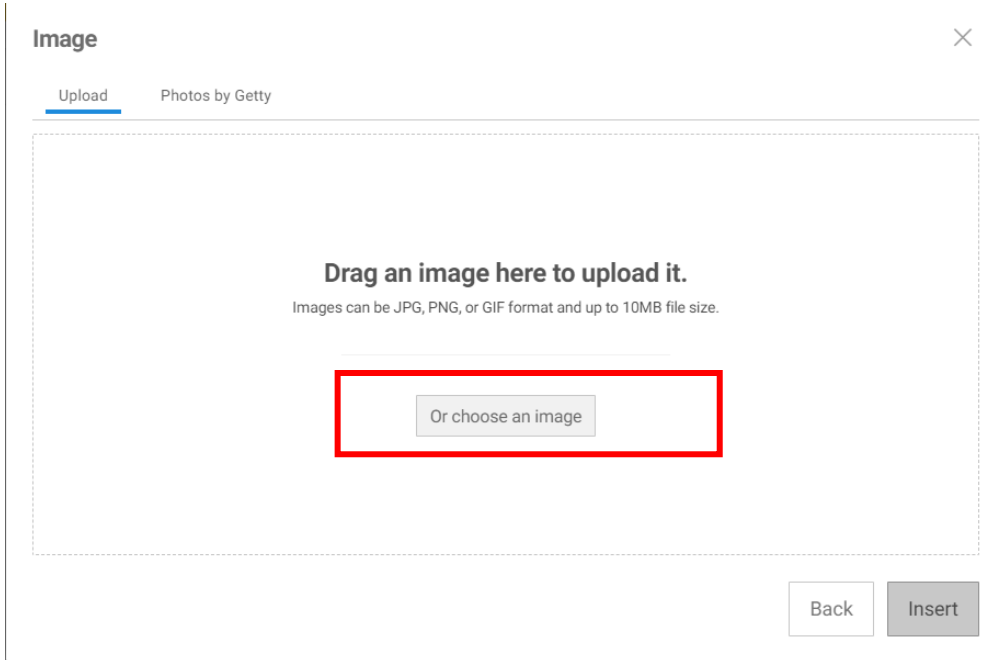 Image
Upload Photos by Getty
Drag an image here to upload it.
Images can be JPG, PNG, or GIF format and up to 10MB file size.
Or choose an image
Back Insert